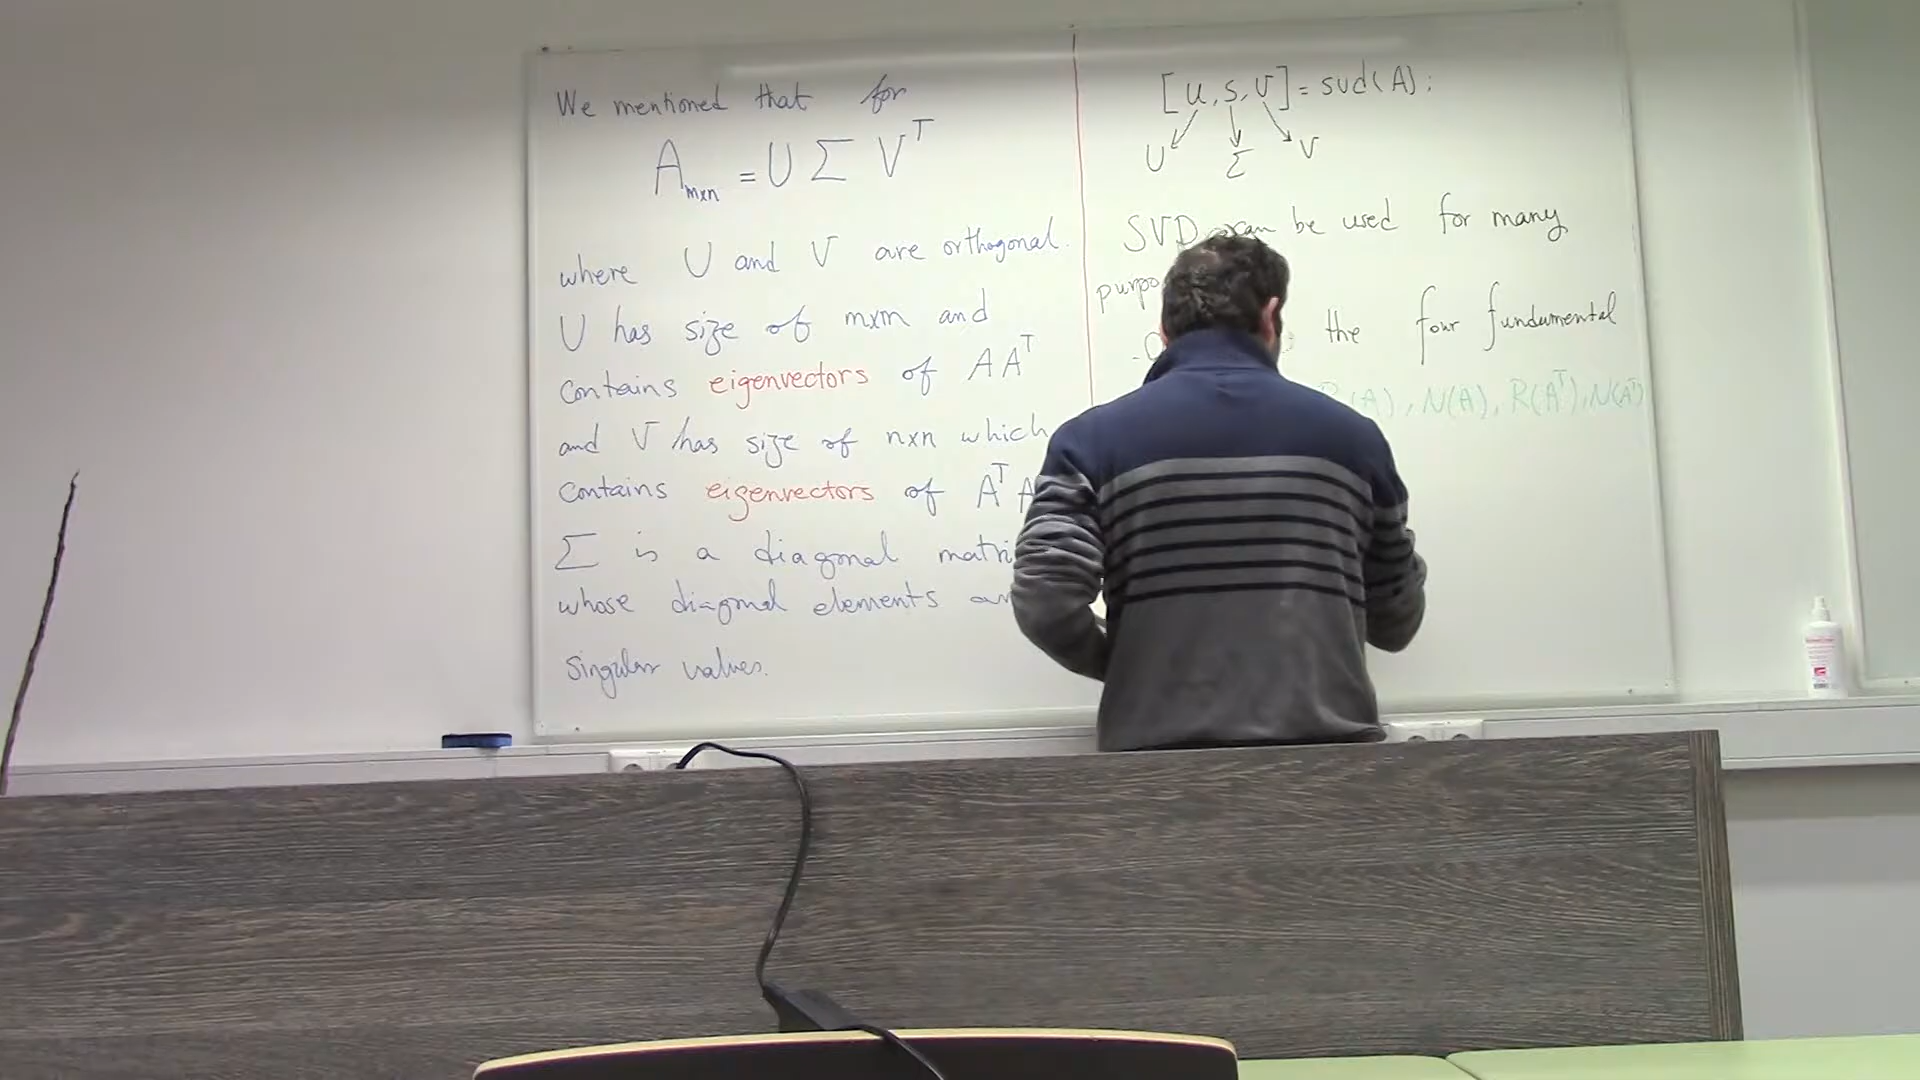 We mentioned that for
A_mxn = U Σ V^T
where U and V are orthogonal.
U has size of mxm and
contains eigenvectors of AA^T
and V has size of nxn which
contains eigenvectors of A^T A
Σ is a diagonal
whose diagonal elements
singular values.
[u,s,v]=svd(A);
U Σ V
SVD can be used for many
the four fundamental
R(A), N(A), R(A^T), N(A^T)